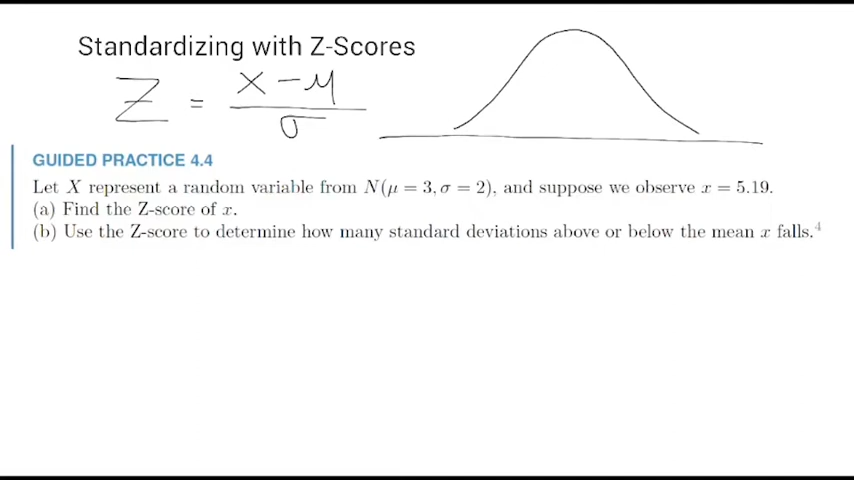 Standardizing with Z-Scores
Z = x - μ / σ
GUIDED PRACTICE 4.4
Let X represent a random variable from N(μ = 3, σ = 2), and suppose we observe x = 5.19.
(a) Find the Z-score of x.
(b) Use the Z-score to determine how many standard deviations above or below the mean x falls.⁴